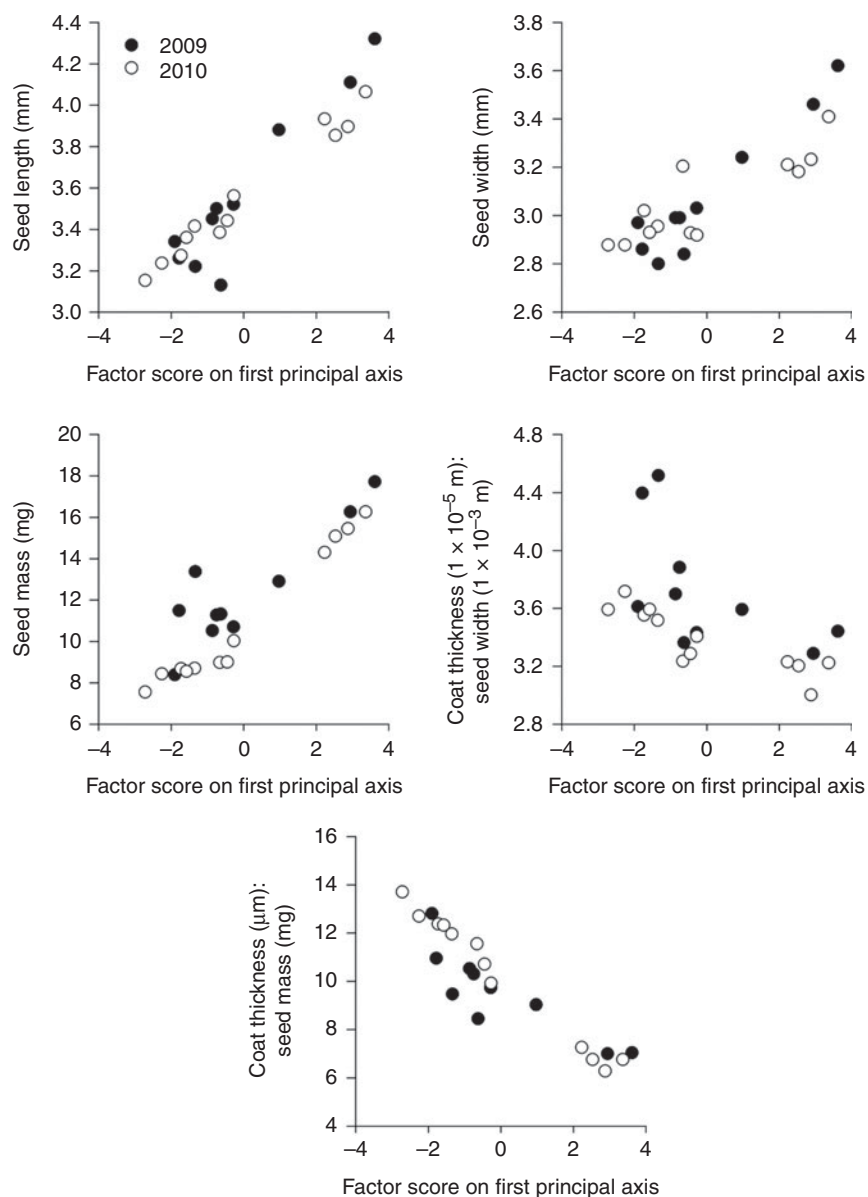 4.4
4.2
4.0
3.8
3.6
3.4
3.2
3.0
Seed length (mm)
2009
2010
−4 −2 0 2 4
Factor score on first principal axis
3.8
3.6
3.4
3.2
3.0
2.8
2.6
Seed width (mm)
−4 −2 0 2 4
Factor score on first principal axis
20
18
16
14
12
10
8
6
Seed mass (mg)
−4 −2 0 2 4
Factor score on first principal axis
4.8
4.4
4.0
3.6
3.2
2.8
Coat thickness (1 × 10⁻⁵ m):
seed width (1 × 10⁻³ m)
−4 −2 0 2 4
Factor score on first principal axis
16
14
12
10
8
6
4
Coat thickness (μm):
seed mass (mg)
−4 −2 0 2 4
Factor score on first principal axis